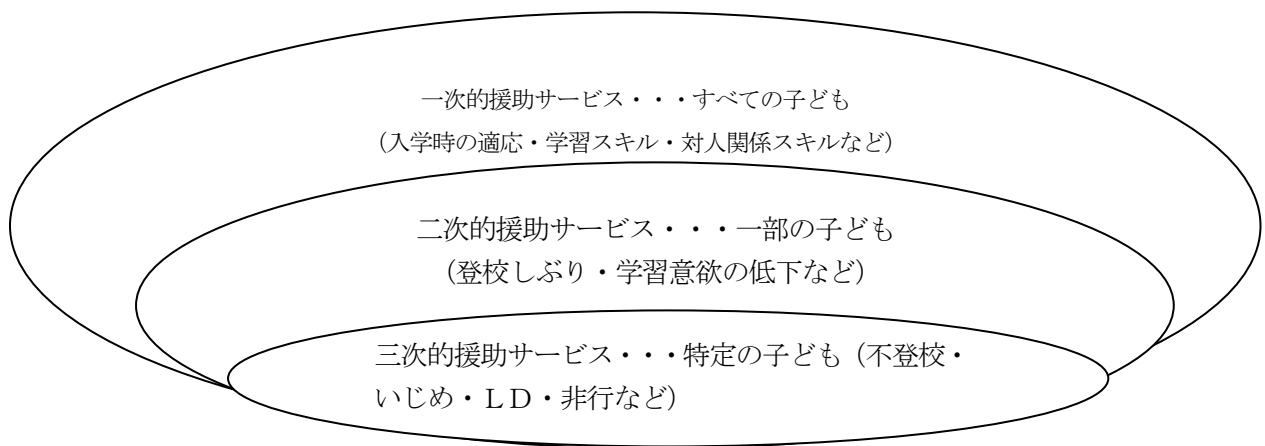 一次的援助サービス・・・すべての子ども
（入学時の適応・学習スキル・対人関係スキルなど）
二次的援助サービス・・・一部の子ども
（登校しぶり・学習意欲の低下など）
三次的援助サービス・・・特定の子ども（不登校・
いじめ・ＬＤ・非行など）